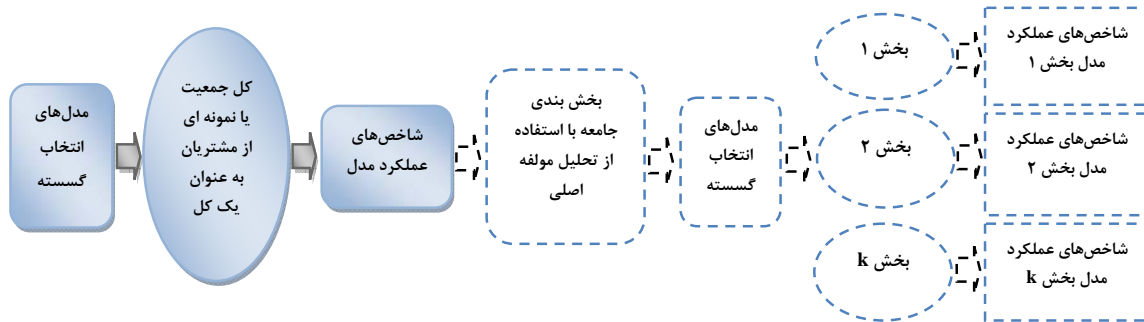 مدل‌های
انتخاب
گسسته
کل جمعیت
یا نمونه ای
از مشتریان
به عنوان
یک کل
شاخص‌های
عملکرد مدل
بخش بندی
جامعه با استفاده
از تحلیل مولفه
اصلی
مدل‌های
انتخاب
گسسته
بخش ۱
شاخص‌های عملکرد
مدل بخش ۱
بخش ۲
شاخص‌های عملکرد
مدل بخش ۲
بخش k
شاخص‌های عملکرد
مدل بخش k